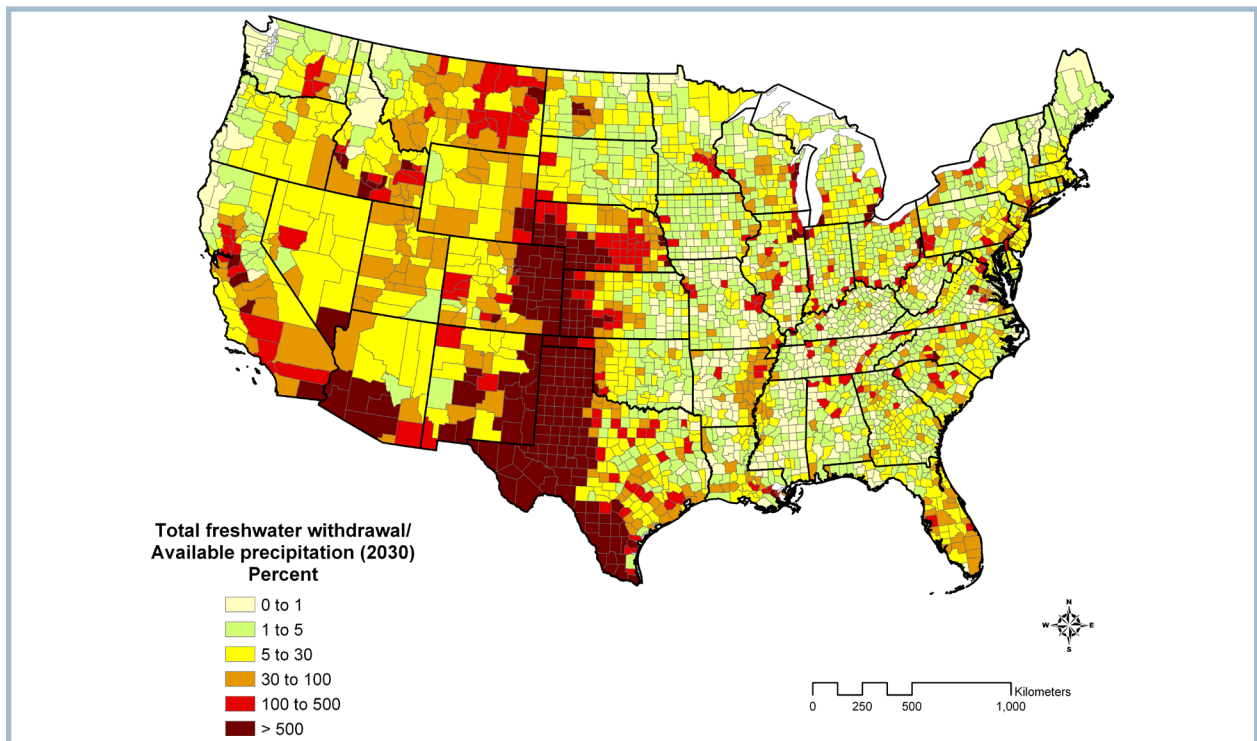 Total freshwater withdrawal/
Available precipitation (2030)
Percent
0 to 1
1 to 5
5 to 30
30 to 100
100 to 500
> 500
N
W E
S
Kilometers
0 250 500 1,000